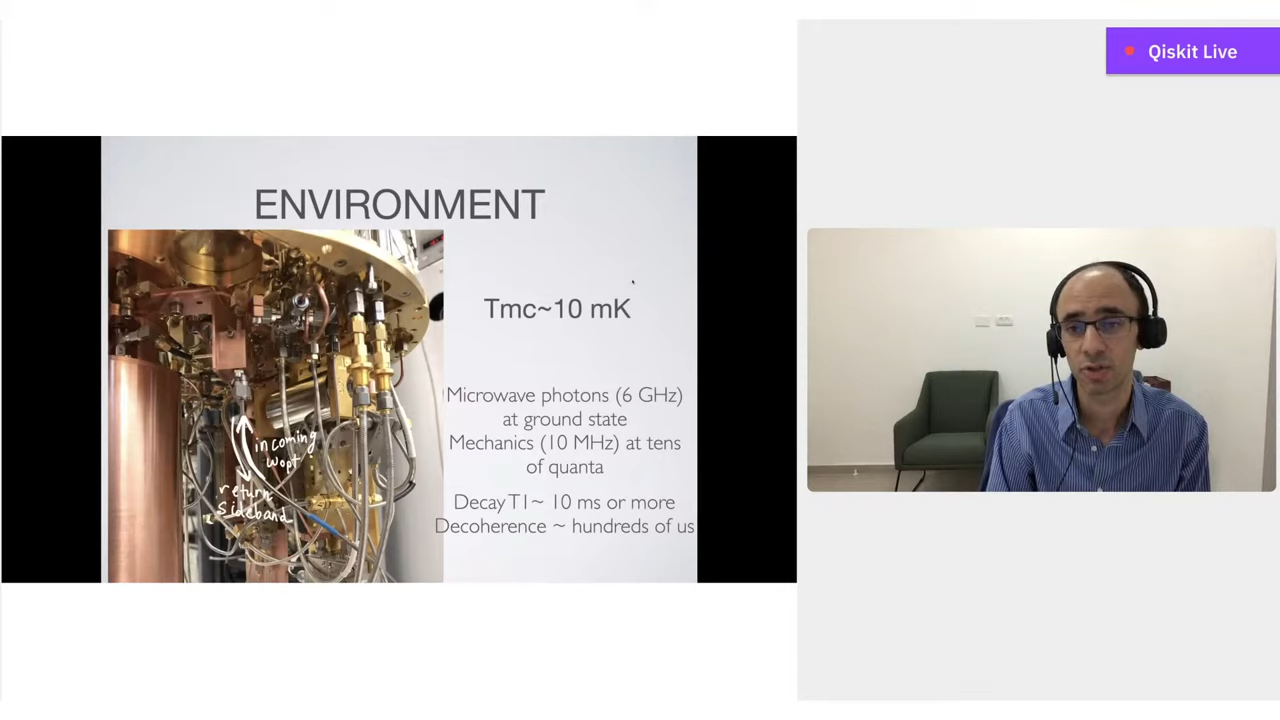 Qiskit Live
ENVIRONMENT
Tmc~10 mK
Microwave photons (6 GHz)
at ground state
Mechanics (10 MHz) at tens
of quanta
Decay T1~ 10 ms or more
Decoherence ~ hundreds of us
incoming
wopt
return
sideband